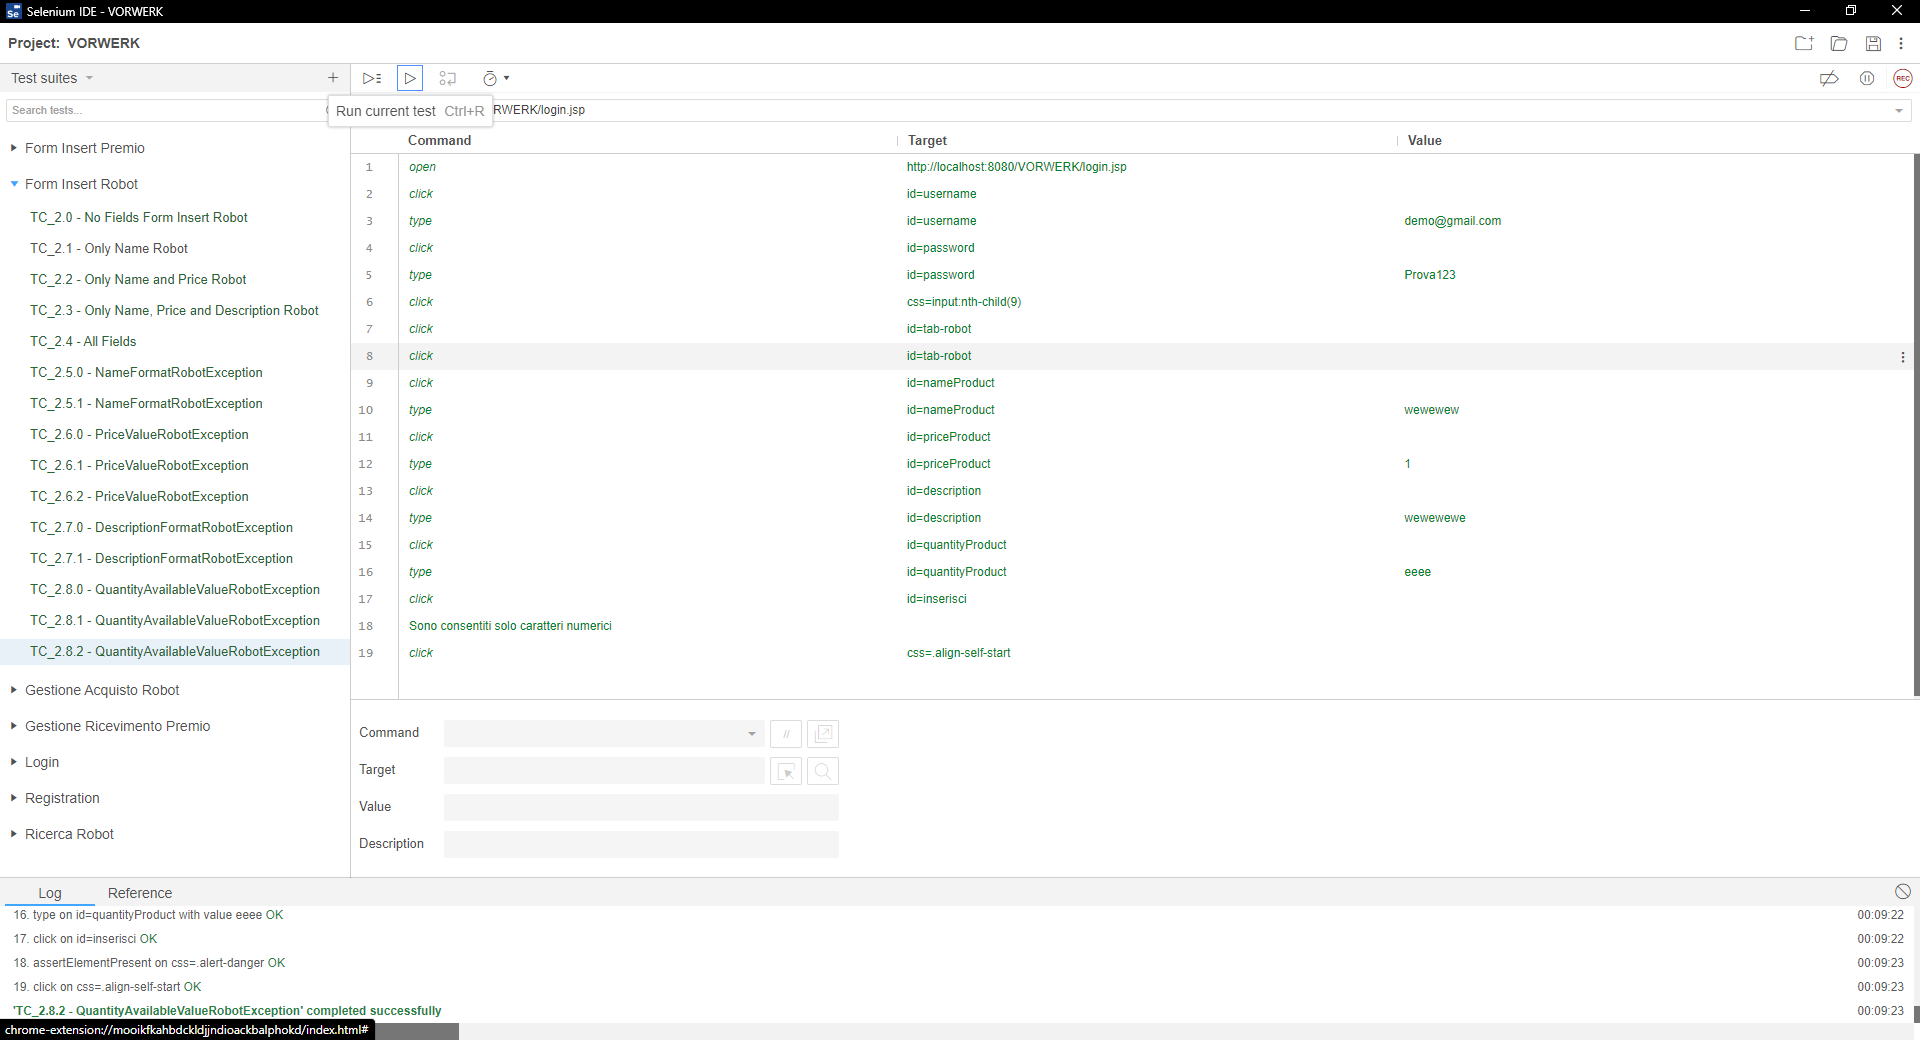 Selenium IDE - VORWERK
Project: VORWERK
Test suites
Search tests...
Run current test Ctrl+R
RWERK/login.jsp
REC
Form Insert Premio
Form Insert Robot
TC_2.0 - No Fields Form Insert Robot
TC_2.1 - Only Name Robot
TC_2.2 - Only Name and Price Robot
TC_2.3 - Only Name, Price and Description Robot
TC_2.4 - All Fields
TC_2.5.0 - NameFormatRobotException
TC_2.5.1 - NameFormatRobotException
TC_2.6.0 - PriceValueRobotException
TC_2.6.1 - PriceValueRobotException
TC_2.6.2 - PriceValueRobotException
TC_2.7.0 - DescriptionFormatRobotException
TC_2.7.1 - DescriptionFormatRobotException
TC_2.8.0 - QuantityAvailableValueRobotException
TC_2.8.1 - QuantityAvailableValueRobotException
TC_2.8.2 - QuantityAvailableValueRobotException
Gestione Acquisto Robot
Gestione Ricevimento Premio
Login
Registration
Ricerca Robot
Command Target Value
1 open http://localhost:8080/VORWERK/login.jsp
2 click id=username
3 type id=username demo@gmail.com
4 click id=password
5 type id=password Prova123
6 click css=input:nth-child(9)
7 click id=tab-robot
8 click id=tab-robot
9 click id=nameProduct
10 type id=nameProduct wewewew
11 click id=priceProduct
12 type id=priceProduct 1
13 click id=description
14 type id=description wewewewe
15 click id=quantityProduct
16 type id=quantityProduct eeee
17 click id=inserisci
18 Sono consentiti solo caratteri numerici
19 click css=.align-self-start
Command //
Target
Value
Description
Log Reference
16. type on id=quantityProduct with value eeee OK 00:09:22
17. click on id=inserisci OK 00:09:22
18. assertElementPresent on css=.alert-danger OK 00:09:23
19. click on css=.align-self-start OK 00:09:23
'TC_2.8.2 - QuantityAvailableValueRobotException' completed successfully 00:09:23
chrome-extension://mooikfkahbdckldjjndioackbalphokd/index.html#